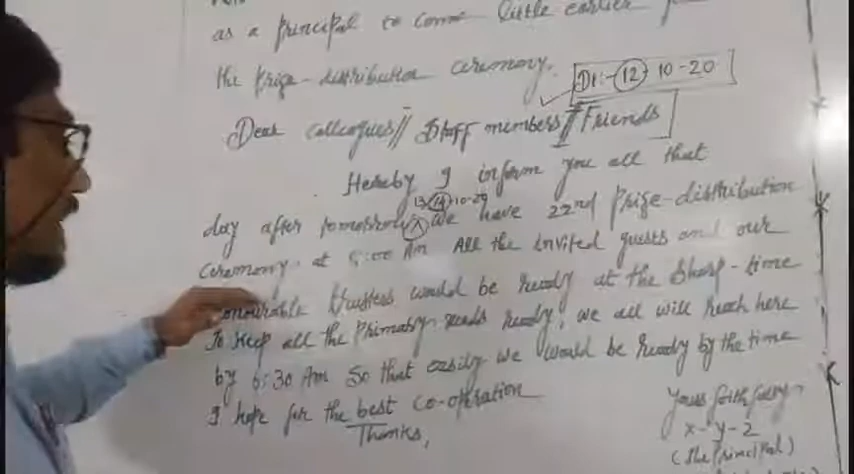 as a principal to come little earlier
the prize-distribution ceremony.
Dt:-(12) 10-20
Dear colleagues// Staff members// Friends
Hereby I inform you all that
day after tomorrow 10-20 we have 22nd Prize-distribution
ceremony. at Am All the invited guests and our
honourable trustees would be ready at the sharp-time
To keep all the Primary ready, we all will reach here
by 6:30 Am So that easily we would be ready by the time
I hope for the best co-operation
Thanks,
Yours faithfully
x-y-z
(The Principal)